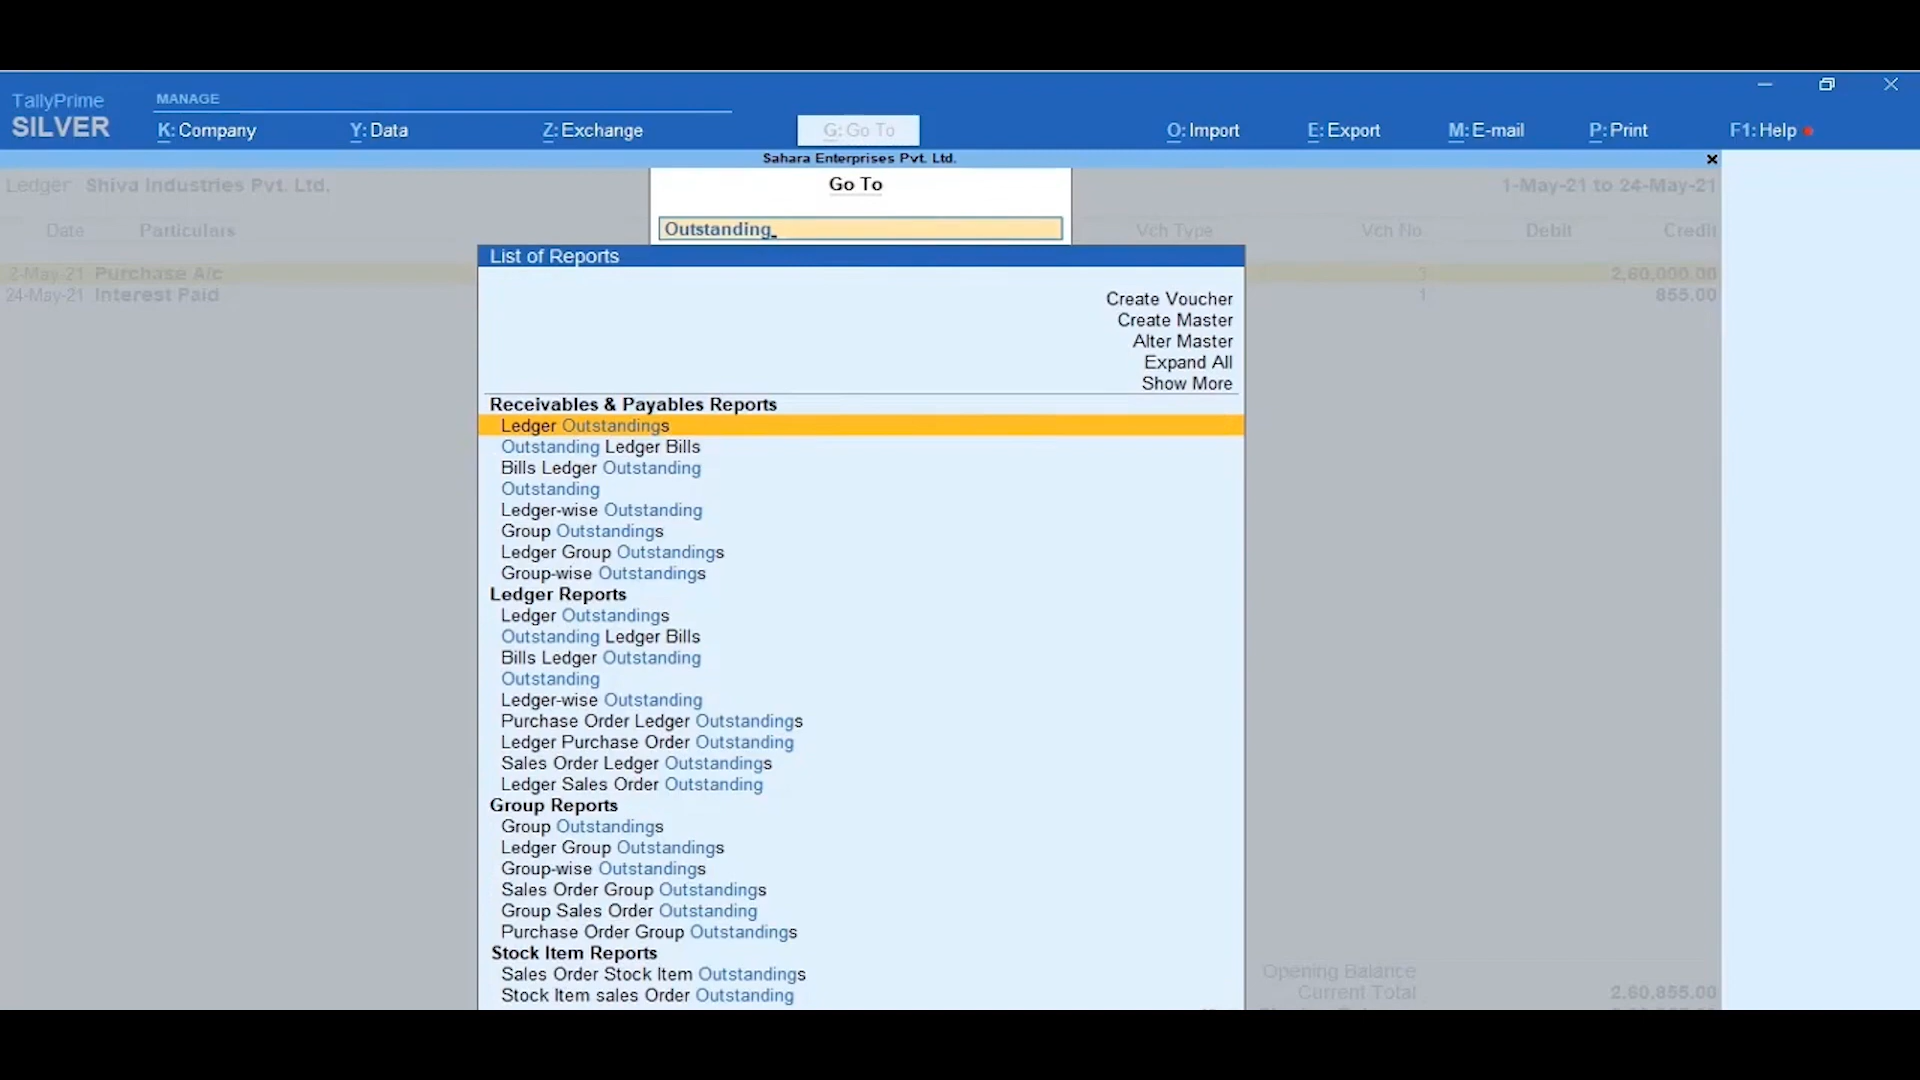 TallyPrime
SILVER
MANAGE
K: Company
Y: Data
Z: Exchange
G: Go To
O: Import
E: Export
M: E-mail
P: Print
F1: Help
Sahara Enterprises Pvt. Ltd.
Ledger: Shiva Industries Pvt. Ltd.
1-May-21 to 24-May-21
Go To
Outstanding
Date Particulars Vch Type Vch No. Debit Credit
2-May-21 Purchase A/c 3 2,60,000.00
24-May-21 Interest Paid 1 855.00
List of Reports
Create Voucher
Create Master
Alter Master
Expand All
Show More
Receivables & Payables Reports
Ledger Outstandings
Outstanding Ledger Bills
Bills Ledger Outstanding
Outstanding
Ledger-wise Outstanding
Group Outstandings
Ledger Group Outstandings
Group-wise Outstandings
Ledger Reports
Ledger Outstandings
Outstanding Ledger Bills
Bills Ledger Outstanding
Outstanding
Ledger-wise Outstanding
Purchase Order Ledger Outstandings
Ledger Purchase Order Outstanding
Sales Order Ledger Outstandings
Ledger Sales Order Outstanding
Group Reports
Group Outstandings
Ledger Group Outstandings
Group-wise Outstandings
Sales Order Group Outstandings
Group Sales Order Outstanding
Purchase Order Group Outstandings
Stock Item Reports
Sales Order Stock Item Outstandings
Stock Item sales Order Outstanding
Opening Balance
Current Total 2,60,855.00